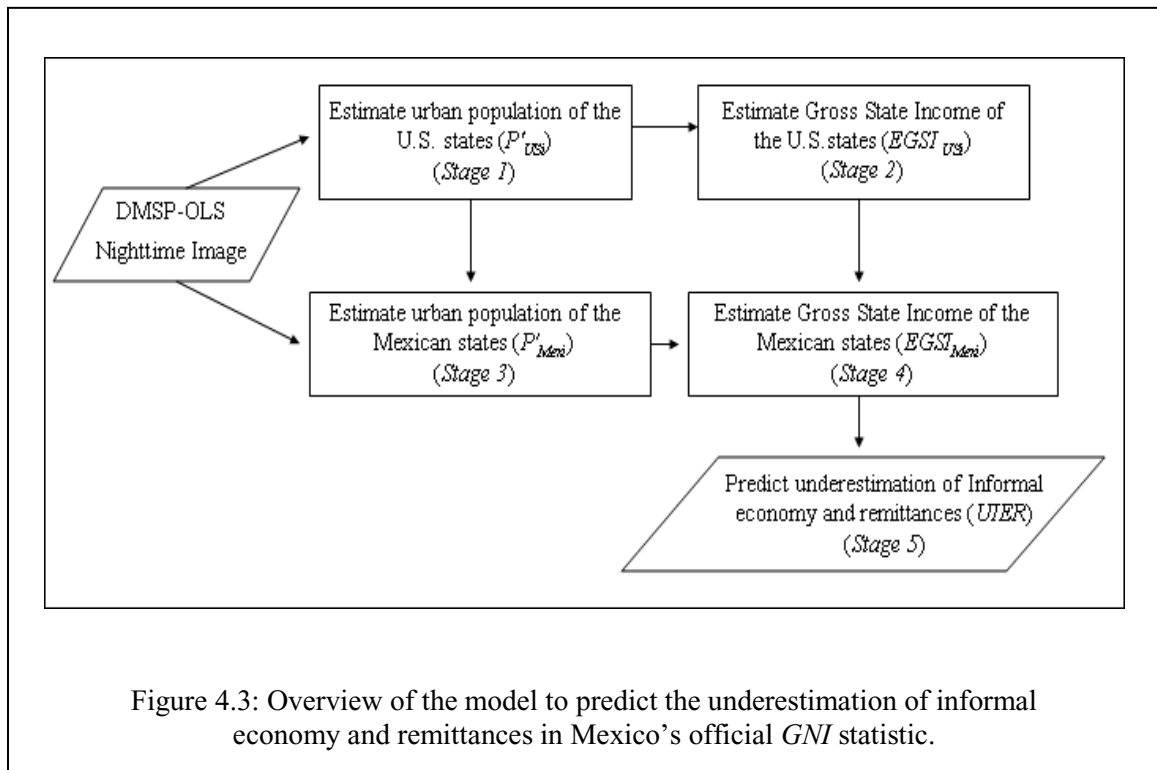 Estimate urban population of the
U.S. states (P'USi)
(Stage 1)
Estimate Gross State Income of
the U.S. states (EGSI USi)
(Stage 2)
DMSP-OLS
Nighttime Image
Estimate urban population of the
Mexican states (P'Mexi)
(Stage 3)
Estimate Gross State Income of the
Mexican states (EGSIMexi)
(Stage 4)
Predict underestimation of Informal
economy and remittances (UIER)
(Stage 5)
Figure 4.3: Overview of the model to predict the underestimation of informal
economy and remittances in Mexico’s official GNI statistic.